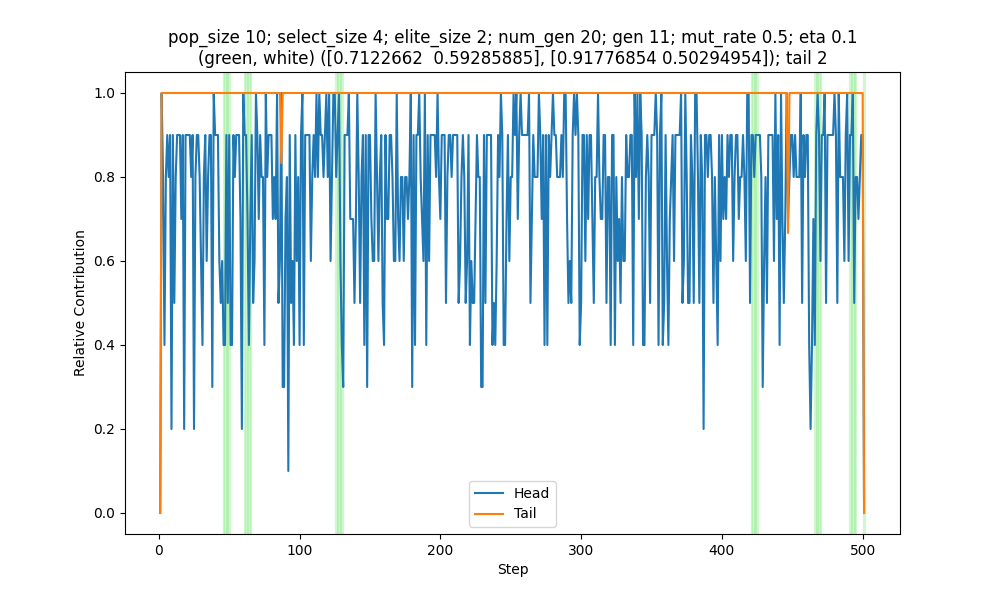 pop_size 10; select_size 4; elite_size 2; num_gen 20; gen 11; mut_rate 0.5; eta 0.1
(green, white) ([0.7122662  0.59285885], [0.91776854 0.50294954]); tail 2
1.0
0.8
0.6
0.4
0.2
0.0
Relative Contribution
Head
Tail
0
100
200
300
400
500
Step